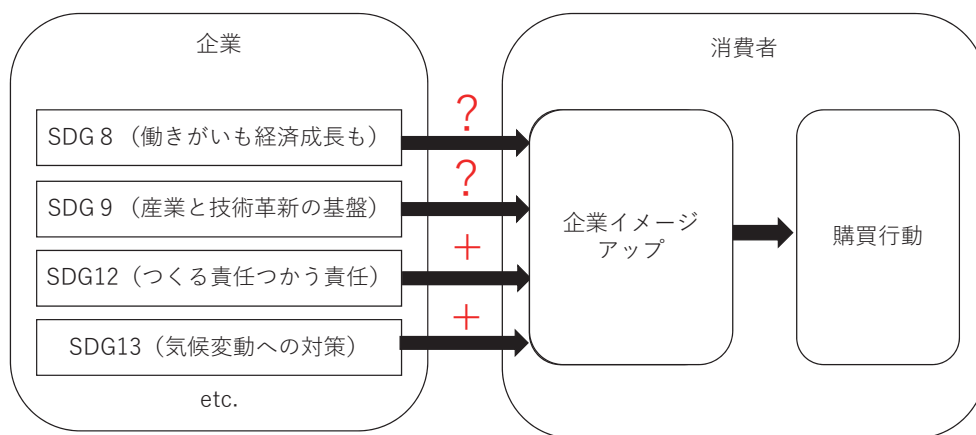 企業
消費者
SDG 8（働きがいも経済成長も）
?
SDG 9（産業と技術革新の基盤）
?
SDG12（つくる責任つかう責任）
+
SDG13（気候変動への対策）
+
etc.
企業イメージ
アップ
購買行動